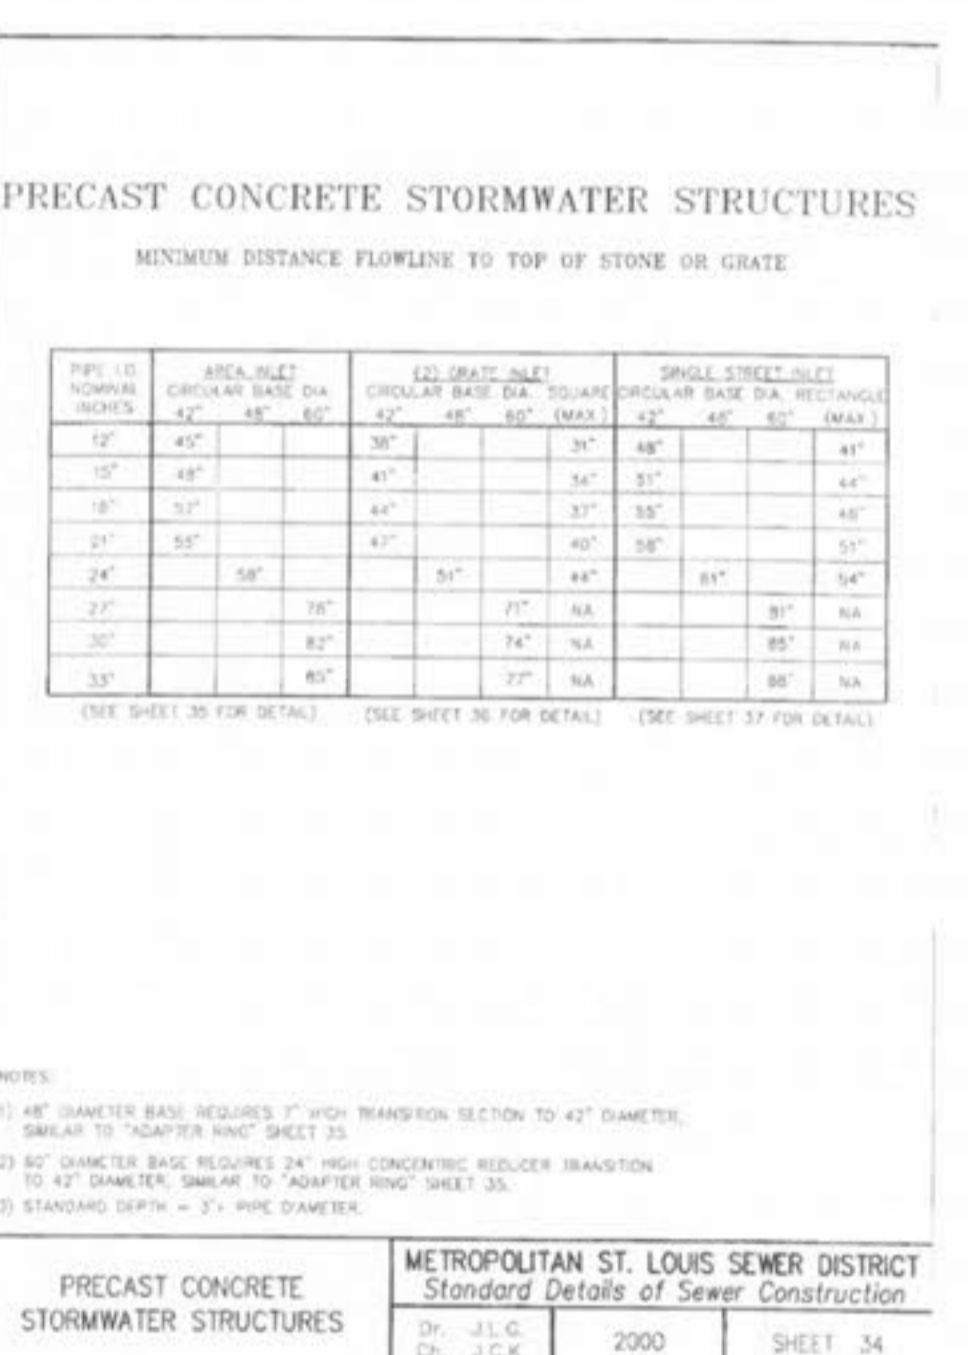 PRECAST CONCRETE STORMWATER STRUCTURES
MINIMUM DISTANCE FLOWLINE TO TOP OF STONE OR GRATE
PIPE I.D. NOMINAL INCHES
AREA INLET
CIRCULAR BASE DIA
42" 48" 60"
(2) GRATE INLET
CIRCULAR BASE DIA. SQUARE
42" 48" 60" (MAX.)
SINGLE STREET INLET
CIRCULAR BASE DIA. RECTANGLE
42" 48" 60" (MAX.)
12" 45" 38" 31" 48" 41"
15" 48" 41" 34" 51" 44"
18" 44" 37" 55"
21" 55" 47" 40" 58" 51"
24" 58" 51" 44" 61" 54"
27" 78" 71" NA 81" NA
30" 82" 74" NA 85" NA
33" 85" 77" NA 88" NA
(SEE SHEET 35 FOR DETAIL) (SEE SHEET 36 FOR DETAIL) (SEE SHEET 37 FOR DETAIL)
NOTES:
1) 48" DIAMETER BASE REQUIRES 7" HIGH TRANSITION SECTION TO 42" DIAMETER,
SIMILAR TO "ADAPTER RING" SHEET 35.
2) 60" DIAMETER BASE REQUIRES 24" HIGH CONCENTRIC REDUCER TRANSITION
TO 42" DIAMETER, SIMILAR TO "ADAPTER RING" SHEET 35.
3) STANDARD DEPTH = 3'+ PIPE DIAMETER.
PRECAST CONCRETE
STORMWATER STRUCTURES
METROPOLITAN ST. LOUIS SEWER DISTRICT
Standard Details of Sewer Construction
Dr. J.L.G.
Ch. J.C.K.
2000
SHEET 34